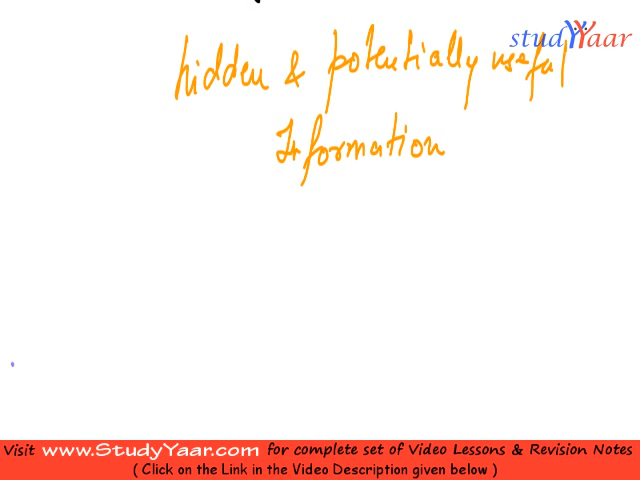 studYYaar
hidden & potentially useful
Information
Visit www.StudyYaar.com for complete set of Video Lessons & Revision Notes
( Click on the Link in the Video Description given below )